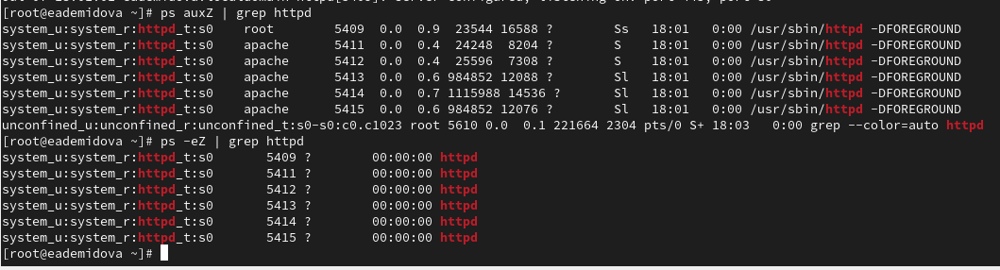 [root@eademidova ~]# ps auxZ | grep httpd
system_u:system_r:httpd_t:s0    root        5409  0.0  0.9  23544 16588 ?        Ss   18:01   0:00 /usr/sbin/httpd -DFOREGROUND
system_u:system_r:httpd_t:s0    apache      5411  0.0  0.4  24248  8204 ?        S    18:01   0:00 /usr/sbin/httpd -DFOREGROUND
system_u:system_r:httpd_t:s0    apache      5412  0.0  0.4  25596  7308 ?        S    18:01   0:00 /usr/sbin/httpd -DFOREGROUND
system_u:system_r:httpd_t:s0    apache      5413  0.0  0.6 984852 12088 ?        Sl   18:01   0:00 /usr/sbin/httpd -DFOREGROUND
system_u:system_r:httpd_t:s0    apache      5414  0.0  0.7 1115988 14536 ?       Sl   18:01   0:00 /usr/sbin/httpd -DFOREGROUND
system_u:system_r:httpd_t:s0    apache      5415  0.0  0.6 984852 12076 ?        Sl   18:01   0:00 /usr/sbin/httpd -DFOREGROUND
unconfined_u:unconfined_r:unconfined_t:s0-s0:c0.c1023 root 5610 0.0  0.1 221664 2304 pts/0 S+ 18:03   0:00 grep --color=auto httpd
[root@eademidova ~]# ps -eZ | grep httpd
system_u:system_r:httpd_t:s0       5409 ?        00:00:00 httpd
system_u:system_r:httpd_t:s0       5411 ?        00:00:00 httpd
system_u:system_r:httpd_t:s0       5412 ?        00:00:00 httpd
system_u:system_r:httpd_t:s0       5413 ?        00:00:00 httpd
system_u:system_r:httpd_t:s0       5414 ?        00:00:00 httpd
system_u:system_r:httpd_t:s0       5415 ?        00:00:00 httpd
[root@eademidova ~]#